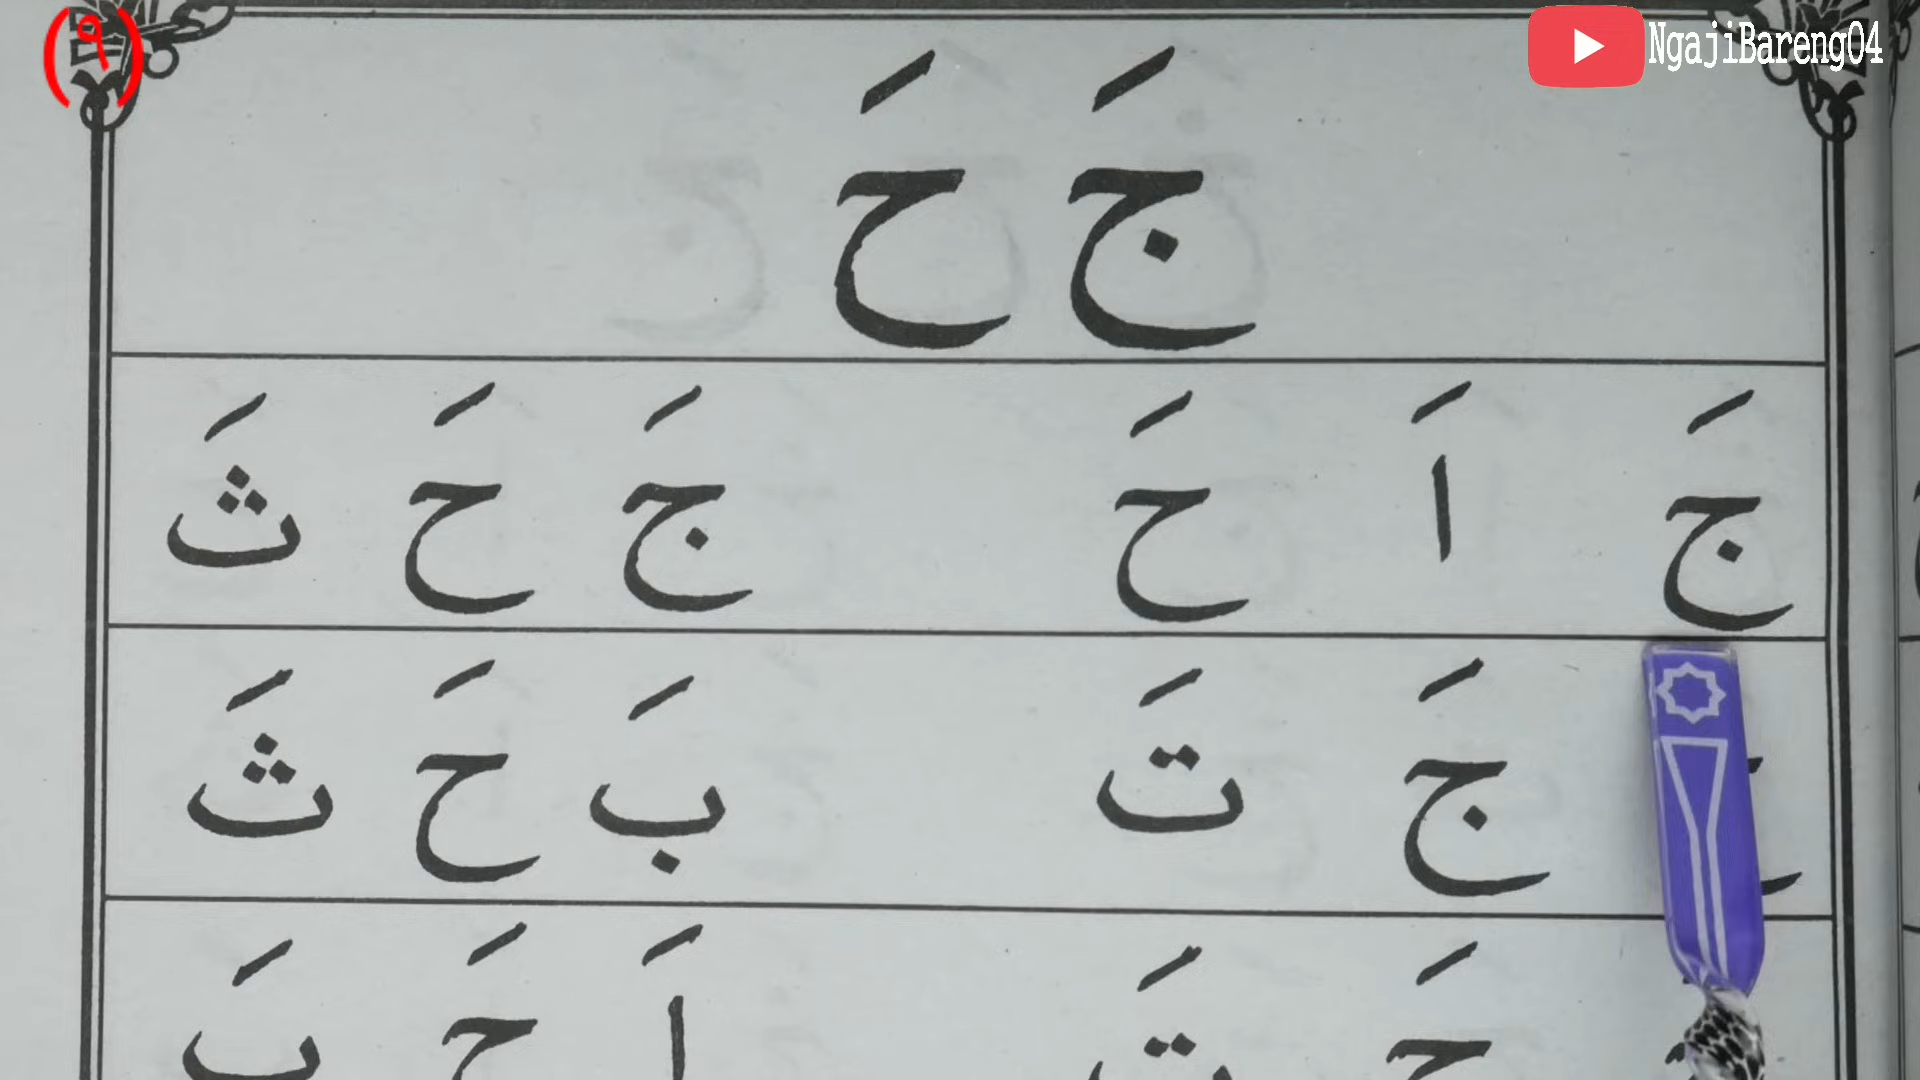 (٩)
NgajiBareng04
جَ حَ
جَ اَ حَ جَ حَ ثَ
جَ تَ بَ حَ ثَ
تَ اَ حَ بَ